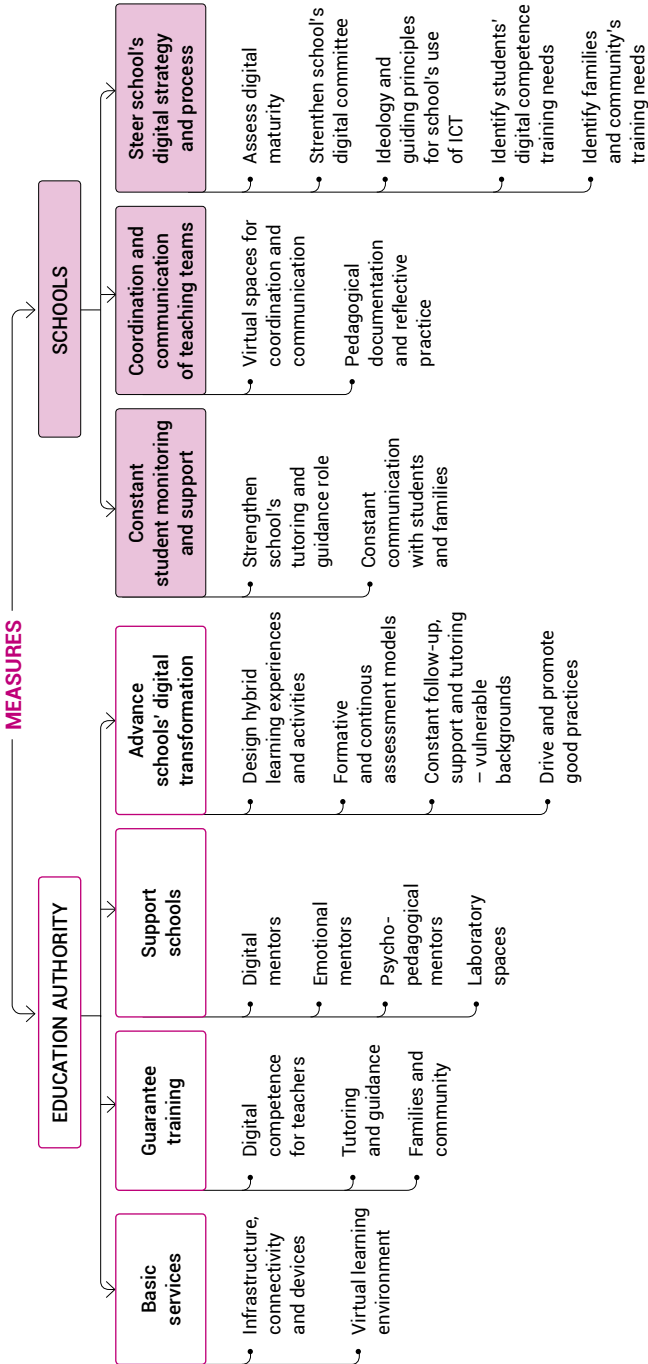 MEASURES
EDUCATION AUTHORITY
Basic
services
Infrastructure,
connectivity
and devices
Virtual learning
environment
Guarantee
training
Digital
competence
for teachers
Tutoring
and guidance
Families and
community
Support
schools
Digital
mentors
Emotional
mentors
Psycho-
pedagogical
mentors
Laboratory
spaces
Advance
schools' digital
transformation
Design hybrid
learning experiences
and activities
Formative
and continous
assessment models
Constant follow-up,
support and tutoring
– vulnerable
backgrounds
Drive and promote
good practices
SCHOOLS
Constant
student monitoring
and support
Strengthen
school's
tutoring and
guidance role
Constant
communication
with students
and families
Coordination and
communication
of teaching teams
Virtual spaces for
coordination and
communication
Pedagogical
documentation
and reflective
practice
Steer school's
digital strategy
and process
Assess digital
maturity
Strenthen school's
digital committee
Ideology and
guiding principles
for school's use
of ICT
Identify students'
digital competence
training needs
Identify families
and community's
training needs